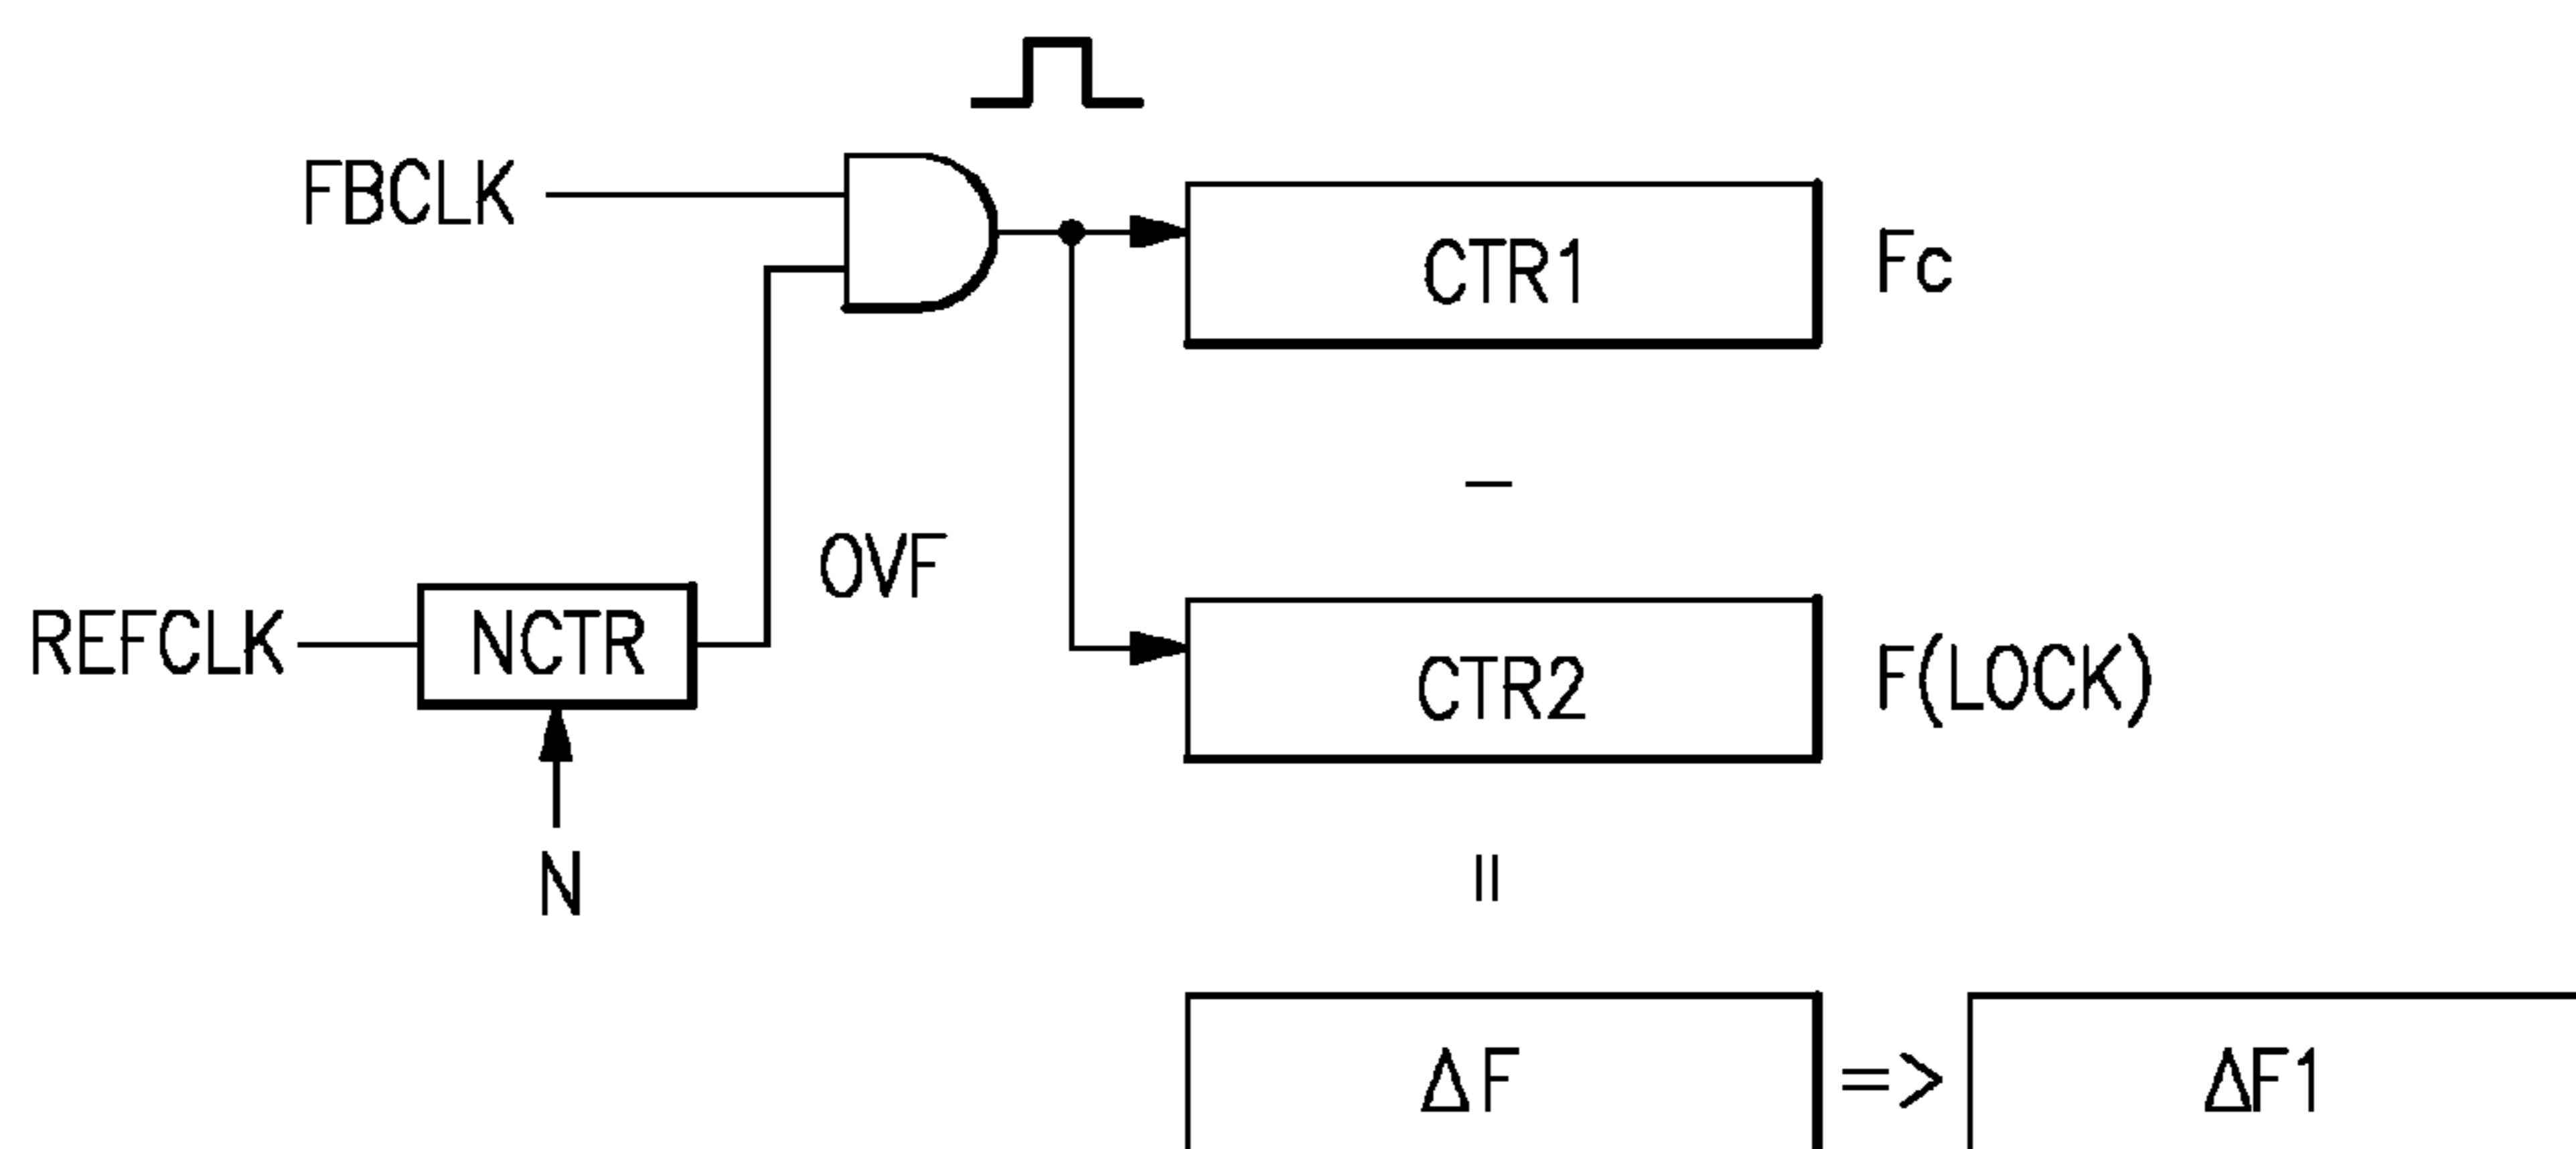 FBCLK
CTR1
Fc
—
OVF
REFCLK
NCTR
CTR2
F(LOCK)
N
=
ΔF
=>
ΔF1